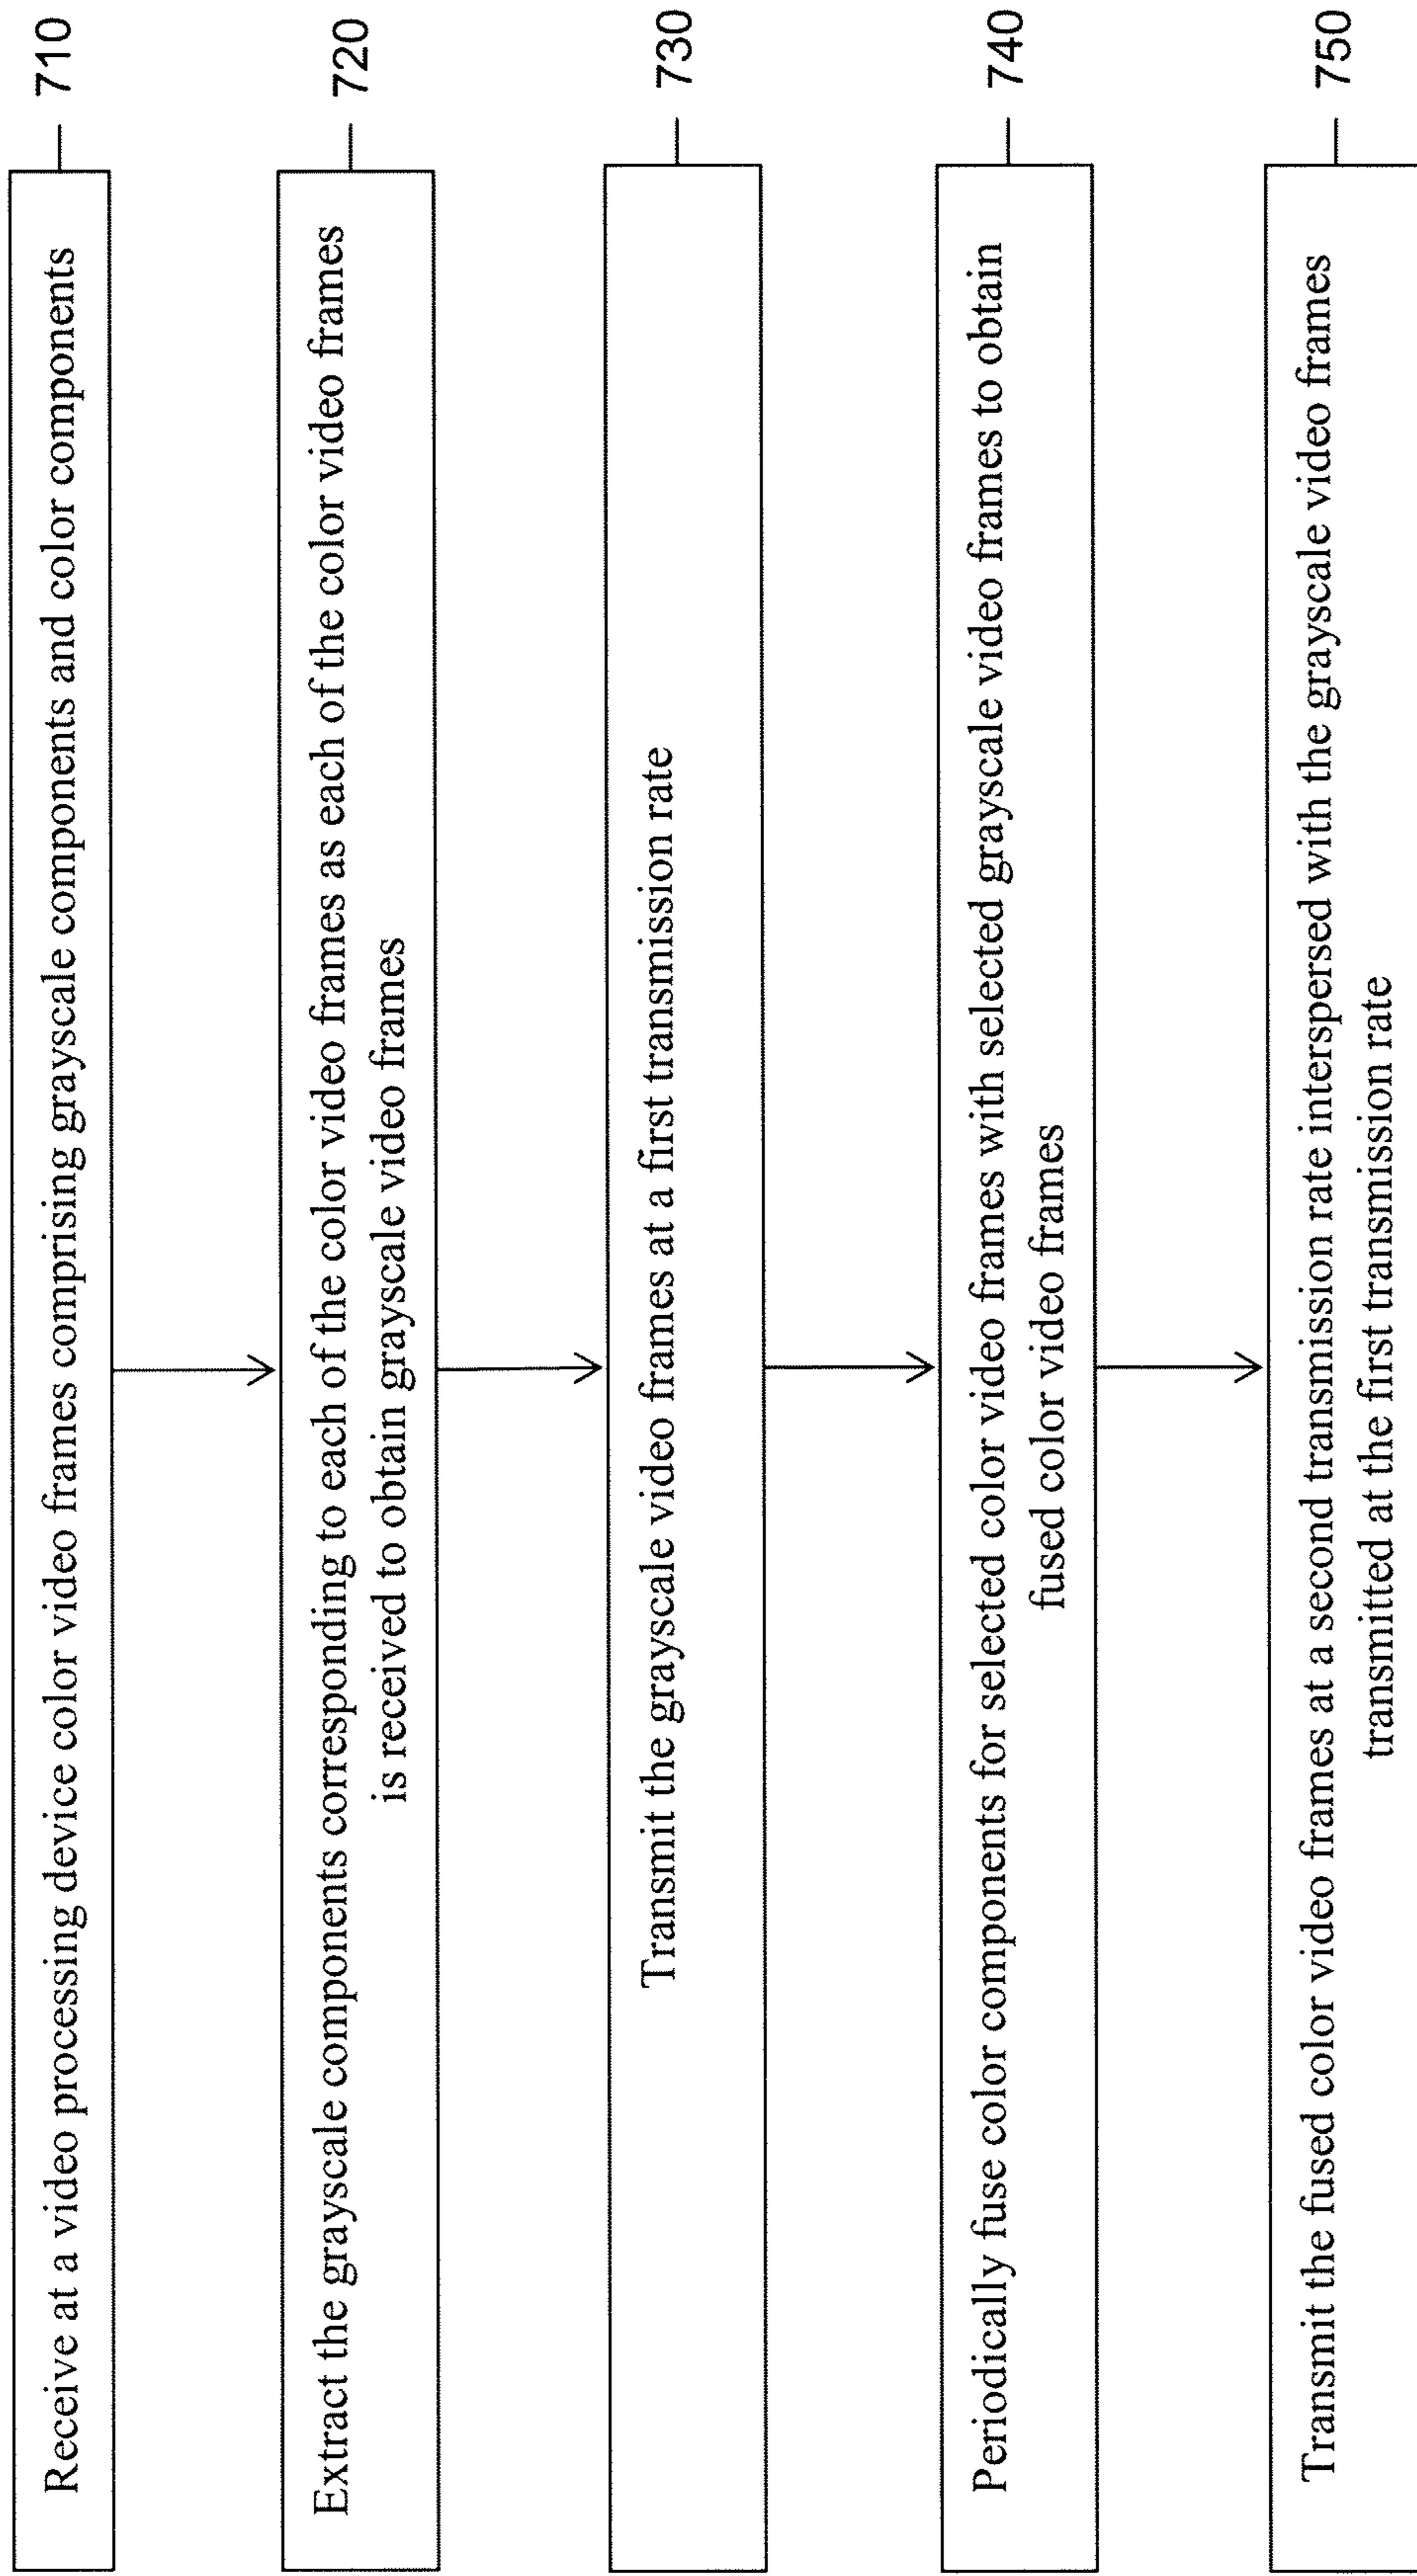 Receive at a video processing device color video frames comprising grayscale components and color components
710
Extract the grayscale components corresponding to each of the color video frames as each of the color video frames
is received to obtain grayscale video frames
720
Transmit the grayscale video frames at a first transmission rate
730
Periodically fuse color components for selected color video frames with selected grayscale video frames to obtain
fused color video frames
740
Transmit the fused color video frames at a second transmission rate interspersed with the grayscale video frames
transmitted at the first transmission rate
750